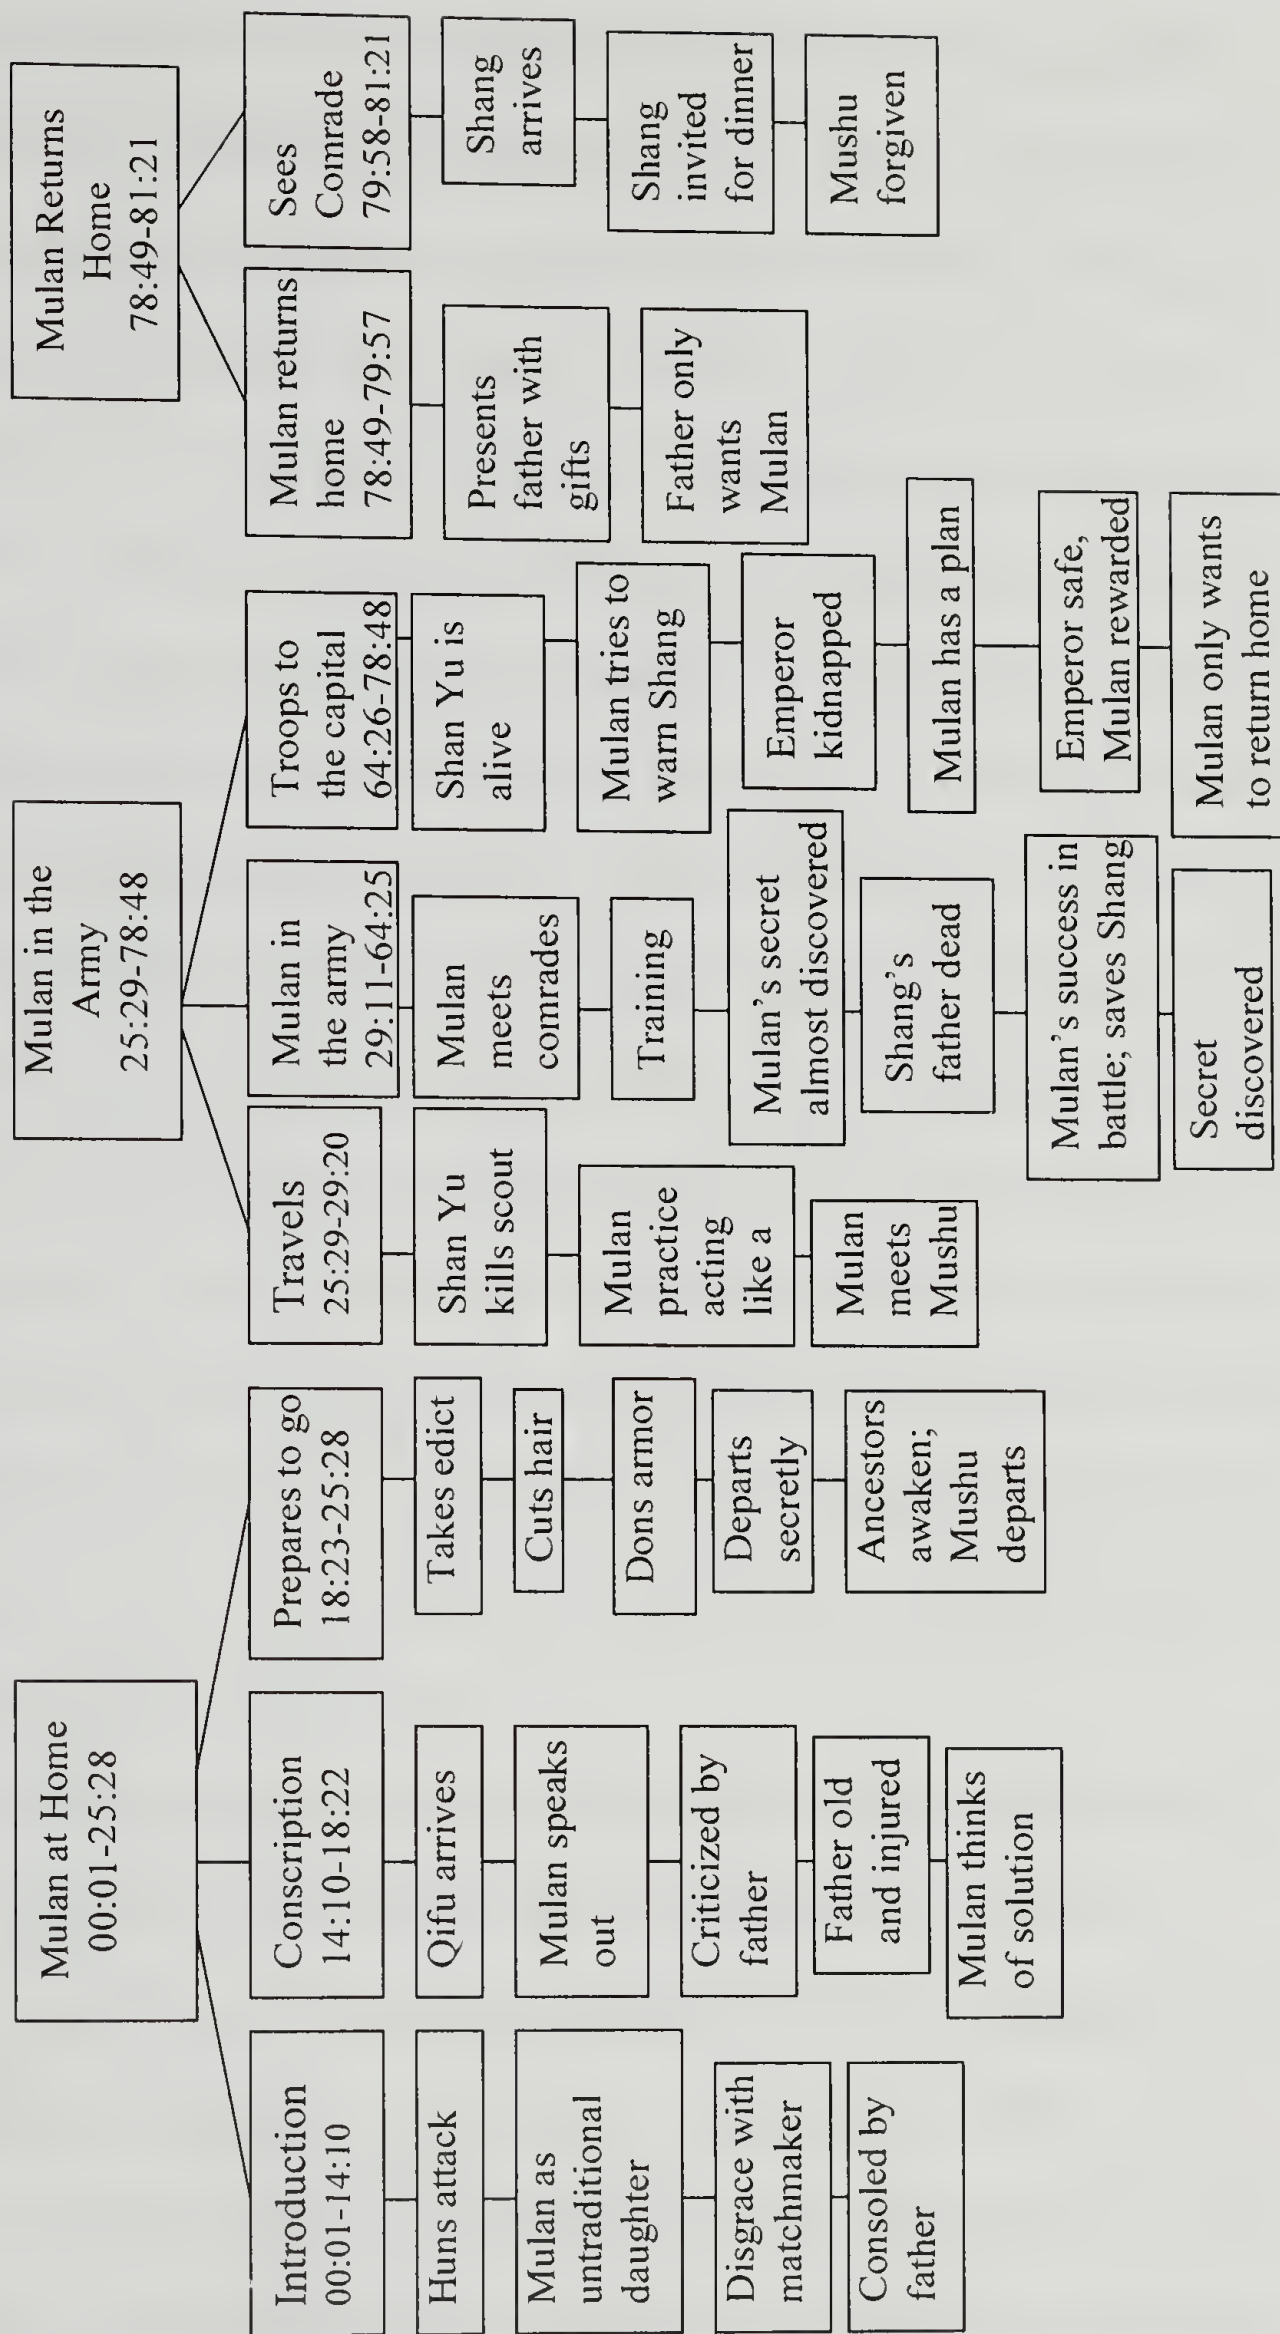 Mulan at Home
00:01-25:28
Introduction
00:01-14:10
Huns attack
Mulan as
untraditional
daughter
Disgrace with
matchmaker
Consoled by
father
Conscription
14:10-18:22
Qifu arrives
Mulan speaks
out
Criticized by
father
Father old
and injured
Mulan thinks
of solution
Prepares to go
18:23-25:28
Takes edict
Cuts hair
Dons armor
Departs
secretly
Ancestors
awaken;
Mushu
departs
Mulan in the
Army
25:29-78:48
Travels
25:29-29:20
Shan Yu
kills scout
Mulan
practice
acting
like a
Mulan
meets
Mushu
Mulan in
the army
29:11-64:25
Mulan
meets
comrades
Training
Mulan's secret
almost discovered
Shang's
father dead
Mulan's success in
battle; saves Shang
Secret
discovered
Troops to
the capital
64:26-78:48
Shan Yu is
alive
Mulan tries to
warn Shang
Emperor
kidnapped
Mulan has a plan
Emperor safe,
Mulan rewarded
Mulan only wants
to return home
Mulan Returns
Home
78:49-81:21
Mulan returns
home
78:49-79:57
Presents
father with
gifts
Father only
wants
Mulan
Sees
Comrade
79:58-81:21
Shang
arrives
Shang
invited
for dinner
Mushu
forgiven